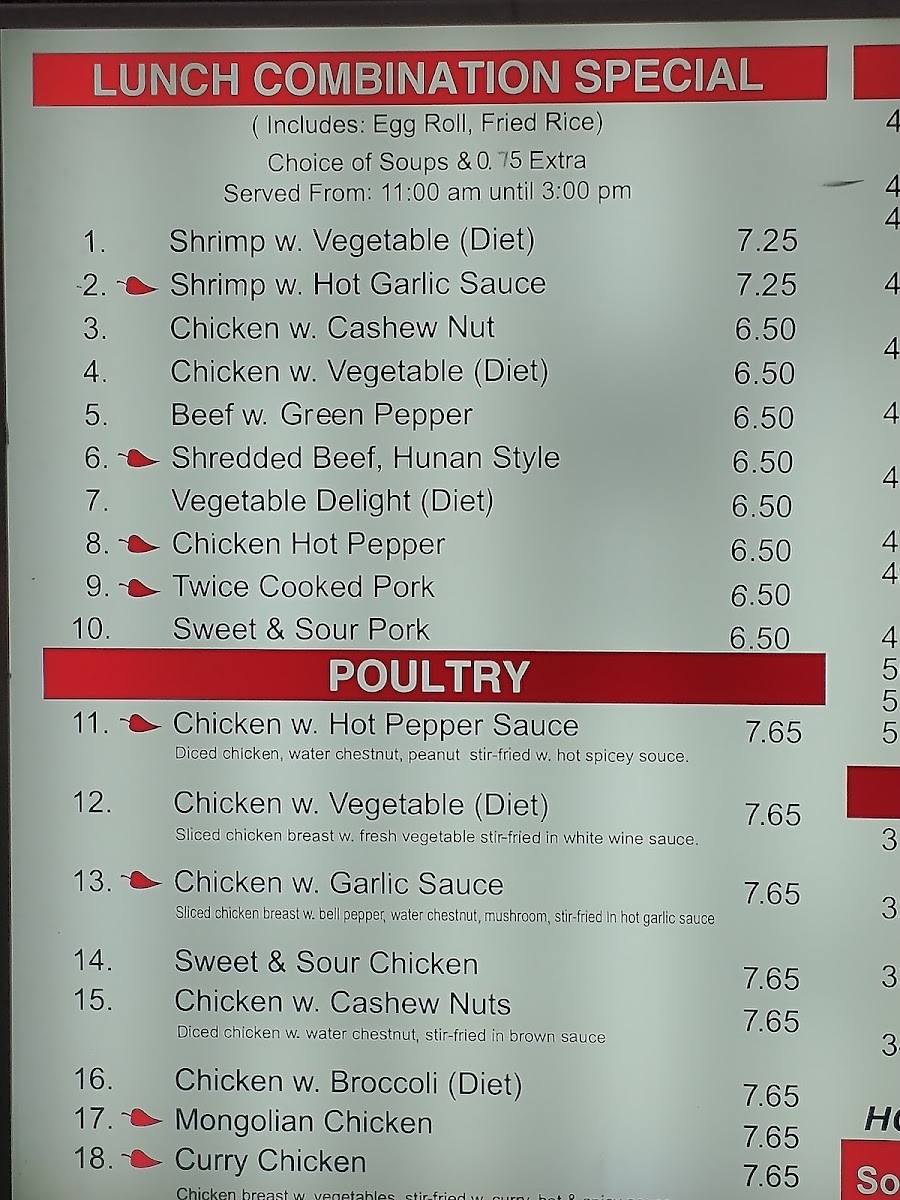 LUNCH COMBINATION SPECIAL
( Includes: Egg Roll, Fried Rice)
Choice of Soups & 0.75 Extra
Served From: 11:00 am until 3:00 pm
1. Shrimp w. Vegetable (Diet) 7.25
2. Shrimp w. Hot Garlic Sauce 7.25
3. Chicken w. Cashew Nut 6.50
4. Chicken w. Vegetable (Diet) 6.50
5. Beef w. Green Pepper 6.50
6. Shredded Beef, Hunan Style 6.50
7. Vegetable Delight (Diet) 6.50
8. Chicken Hot Pepper 6.50
9. Twice Cooked Pork 6.50
10. Sweet & Sour Pork 6.50
POULTRY
11. Chicken w. Hot Pepper Sauce 7.65
Diced chicken, water chestnut, peanut stir-fried w. hot spicey souce.
12. Chicken w. Vegetable (Diet) 7.65
Sliced chicken breast w. fresh vegetable stir-fried in white wine sauce.
13. Chicken w. Garlic Sauce 7.65
Sliced chicken breast w. bell pepper, water chestnut, mushroom, stir-fried in hot garlic sauce
14. Sweet & Sour Chicken 7.65
15. Chicken w. Cashew Nuts 7.65
Diced chicken w. water chestnut, stir-fried in brown sauce
16. Chicken w. Broccoli (Diet) 7.65
17. Mongolian Chicken 7.65
18. Curry Chicken 7.65
Chicken breast w. vegetables, stir-fried w. curry, hot &